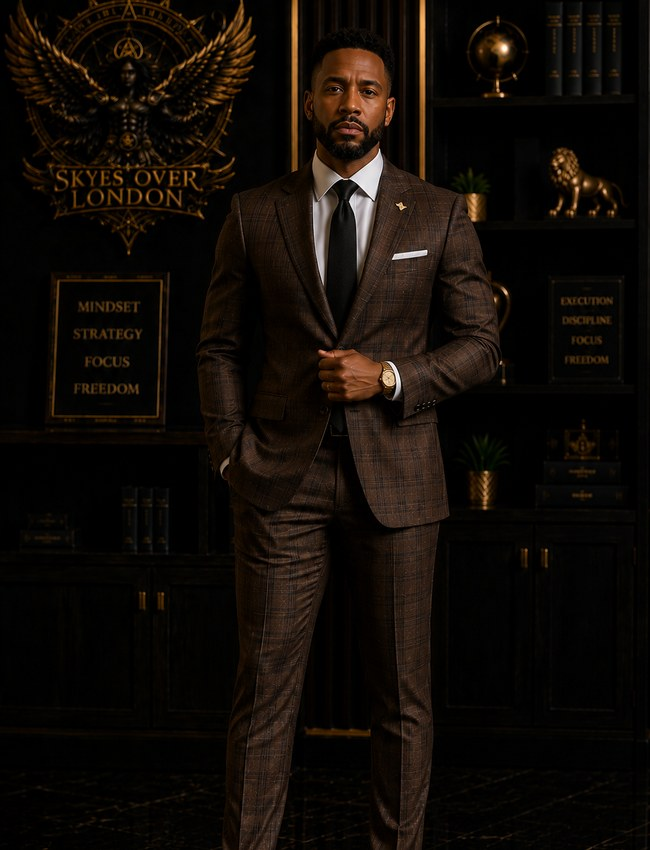 SKYES OVER
LONDON
MINDSET
STRATEGY
FOCUS
FREEDOM
EXECUTION
DISCIPLINE
FOCUS
FREEDOM